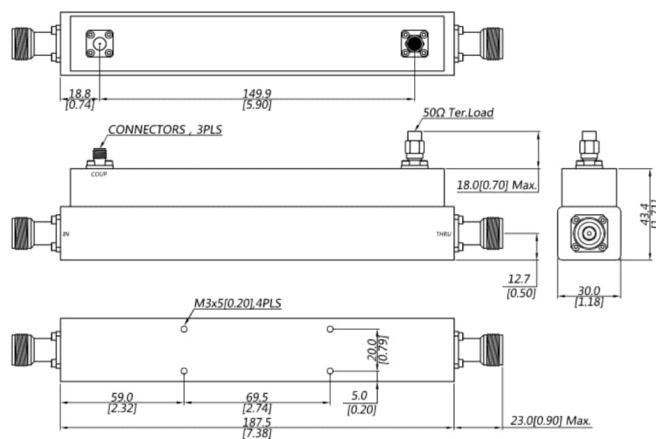 18.8
[0.74]
149.9
[5.90]
CONNECTORS , 3PLS
50Ω Ter.Load
COUP
18.0[0.70] Max.
IN
THRU
43.4
[1.71]
12.7
[0.50]
30.0
[1.18]
M3x5[0.20],4PLS
20.0
[0.79]
59.0
[2.32]
69.5
[2.74]
5.0
[0.20]
187.5
[7.38]
23.0[0.90] Max.